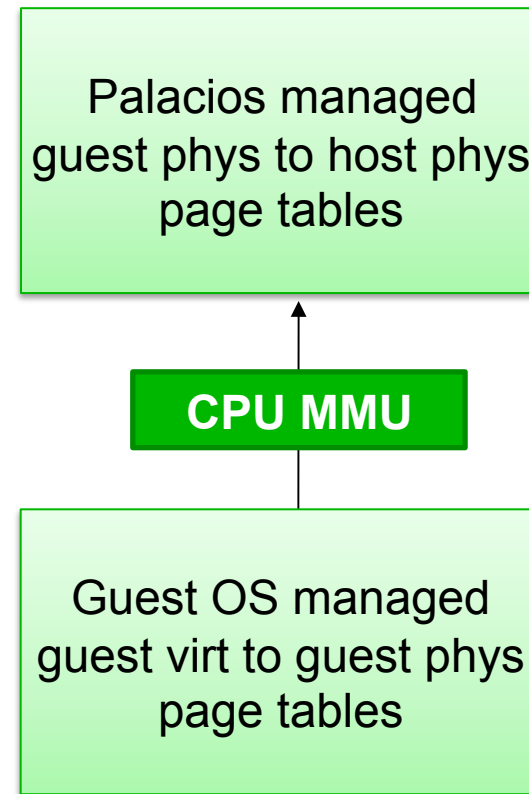 Palacios managed
guest phys to host phys
page tables
CPU MMU
Guest OS managed
guest virt to guest phys
page tables